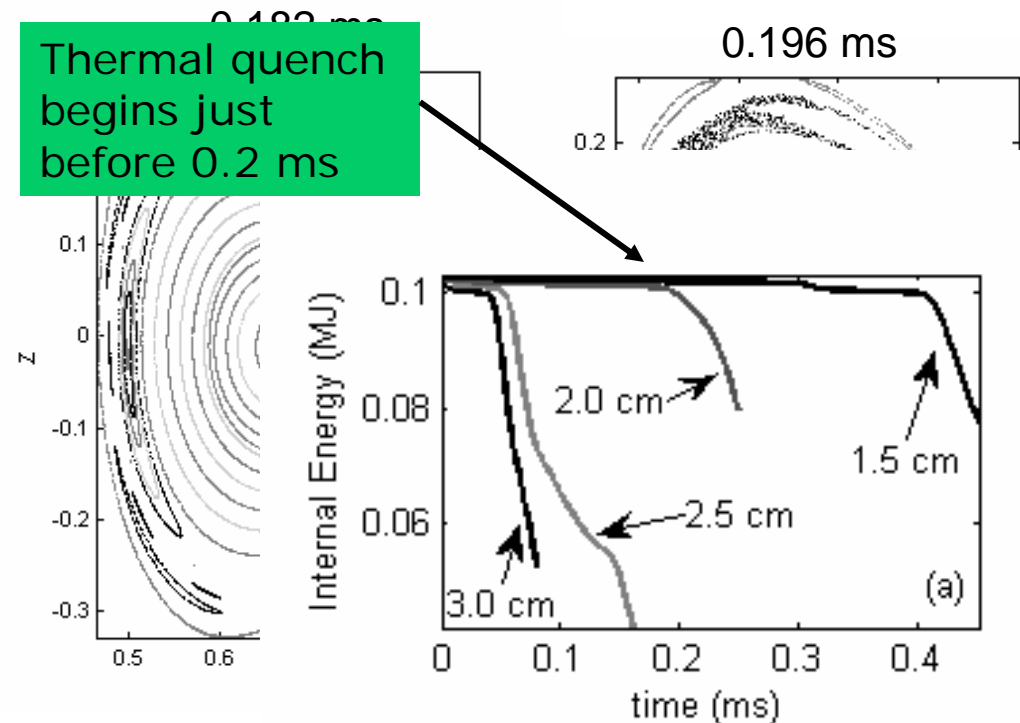 0.196 ms
Thermal quench
begins just
before 0.2 ms
0.2
0.1
0
-0.1
-0.2
-0.3
Z
0.5
0.6
Internal Energy (MJ)
0.1
0.08
0.06
2.0 cm
1.5 cm
2.5 cm
3.0 cm
(a)
0
0.1
0.2
0.3
0.4
time (ms)